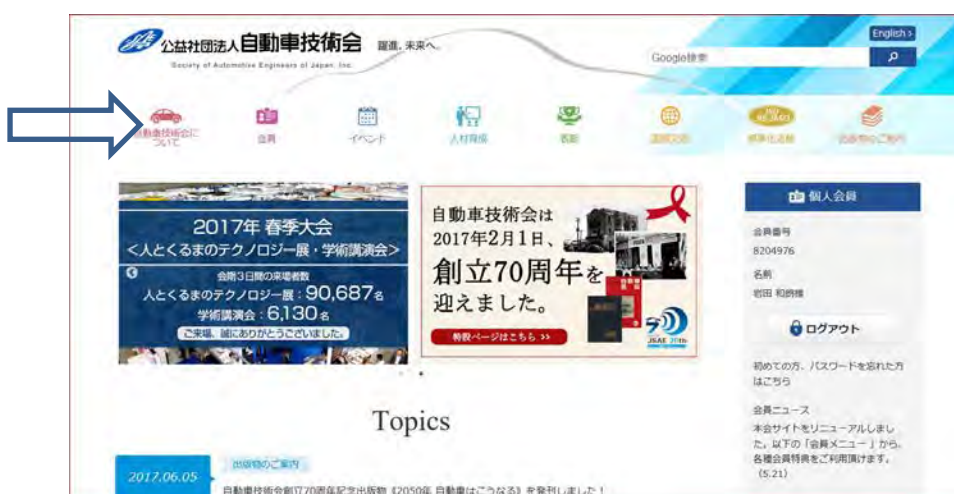 公益社団法人自動車技術会 躍進、未来へ。
Society of Automotive Engineers of Japan, Inc.
English >
Google検索
自動車技術会に
ついて
会員
イベント
人材育成
表彰
国際交流
標準化活動
出版物のご案内
2017年 春季大会
<人とくるまのテクノロジー展・学術講演会>
会期3日間の来場者数
人とくるまのテクノロジー展:90,687名
学術講演会:6,130名
ご来場、誠にありがとうございました。
自動車技術会は
2017年2月1日、
創立70周年を
迎えました。
特設ページはこちら >>
JSAE 70th
個人会員
会員番号
8204976
名前
岩田 和朗様
ログアウト
初めての方、パスワードを忘れた方
はこちら
会員ニュース
本会サイトをリニューアルしまし
た。以下の「会員メニュー」から、
各種会員特典をご利用頂けます。
(5.21)
Topics
2017.06.05
出版物のご案内
自動車技術会創立70周年記念出版物《2050年 自動車はこうなる》を発刊しました!